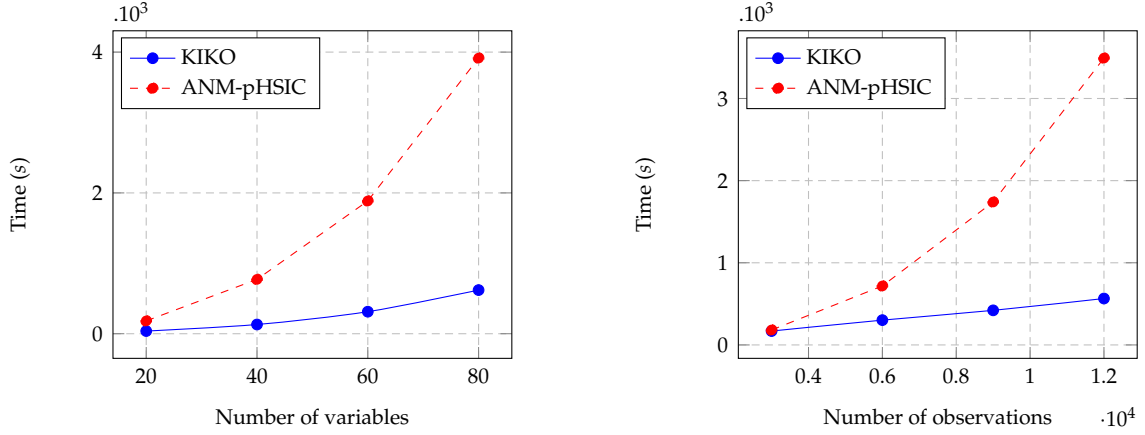 .10³
KIKO
ANM-pHSIC
4
2
0
Time (s)
20 40 60 80
Number of variables
.10³
KIKO
ANM-pHSIC
3
2
1
0
Time (s)
0.4 0.6 0.8 1 1.2
Number of observations ·10⁴